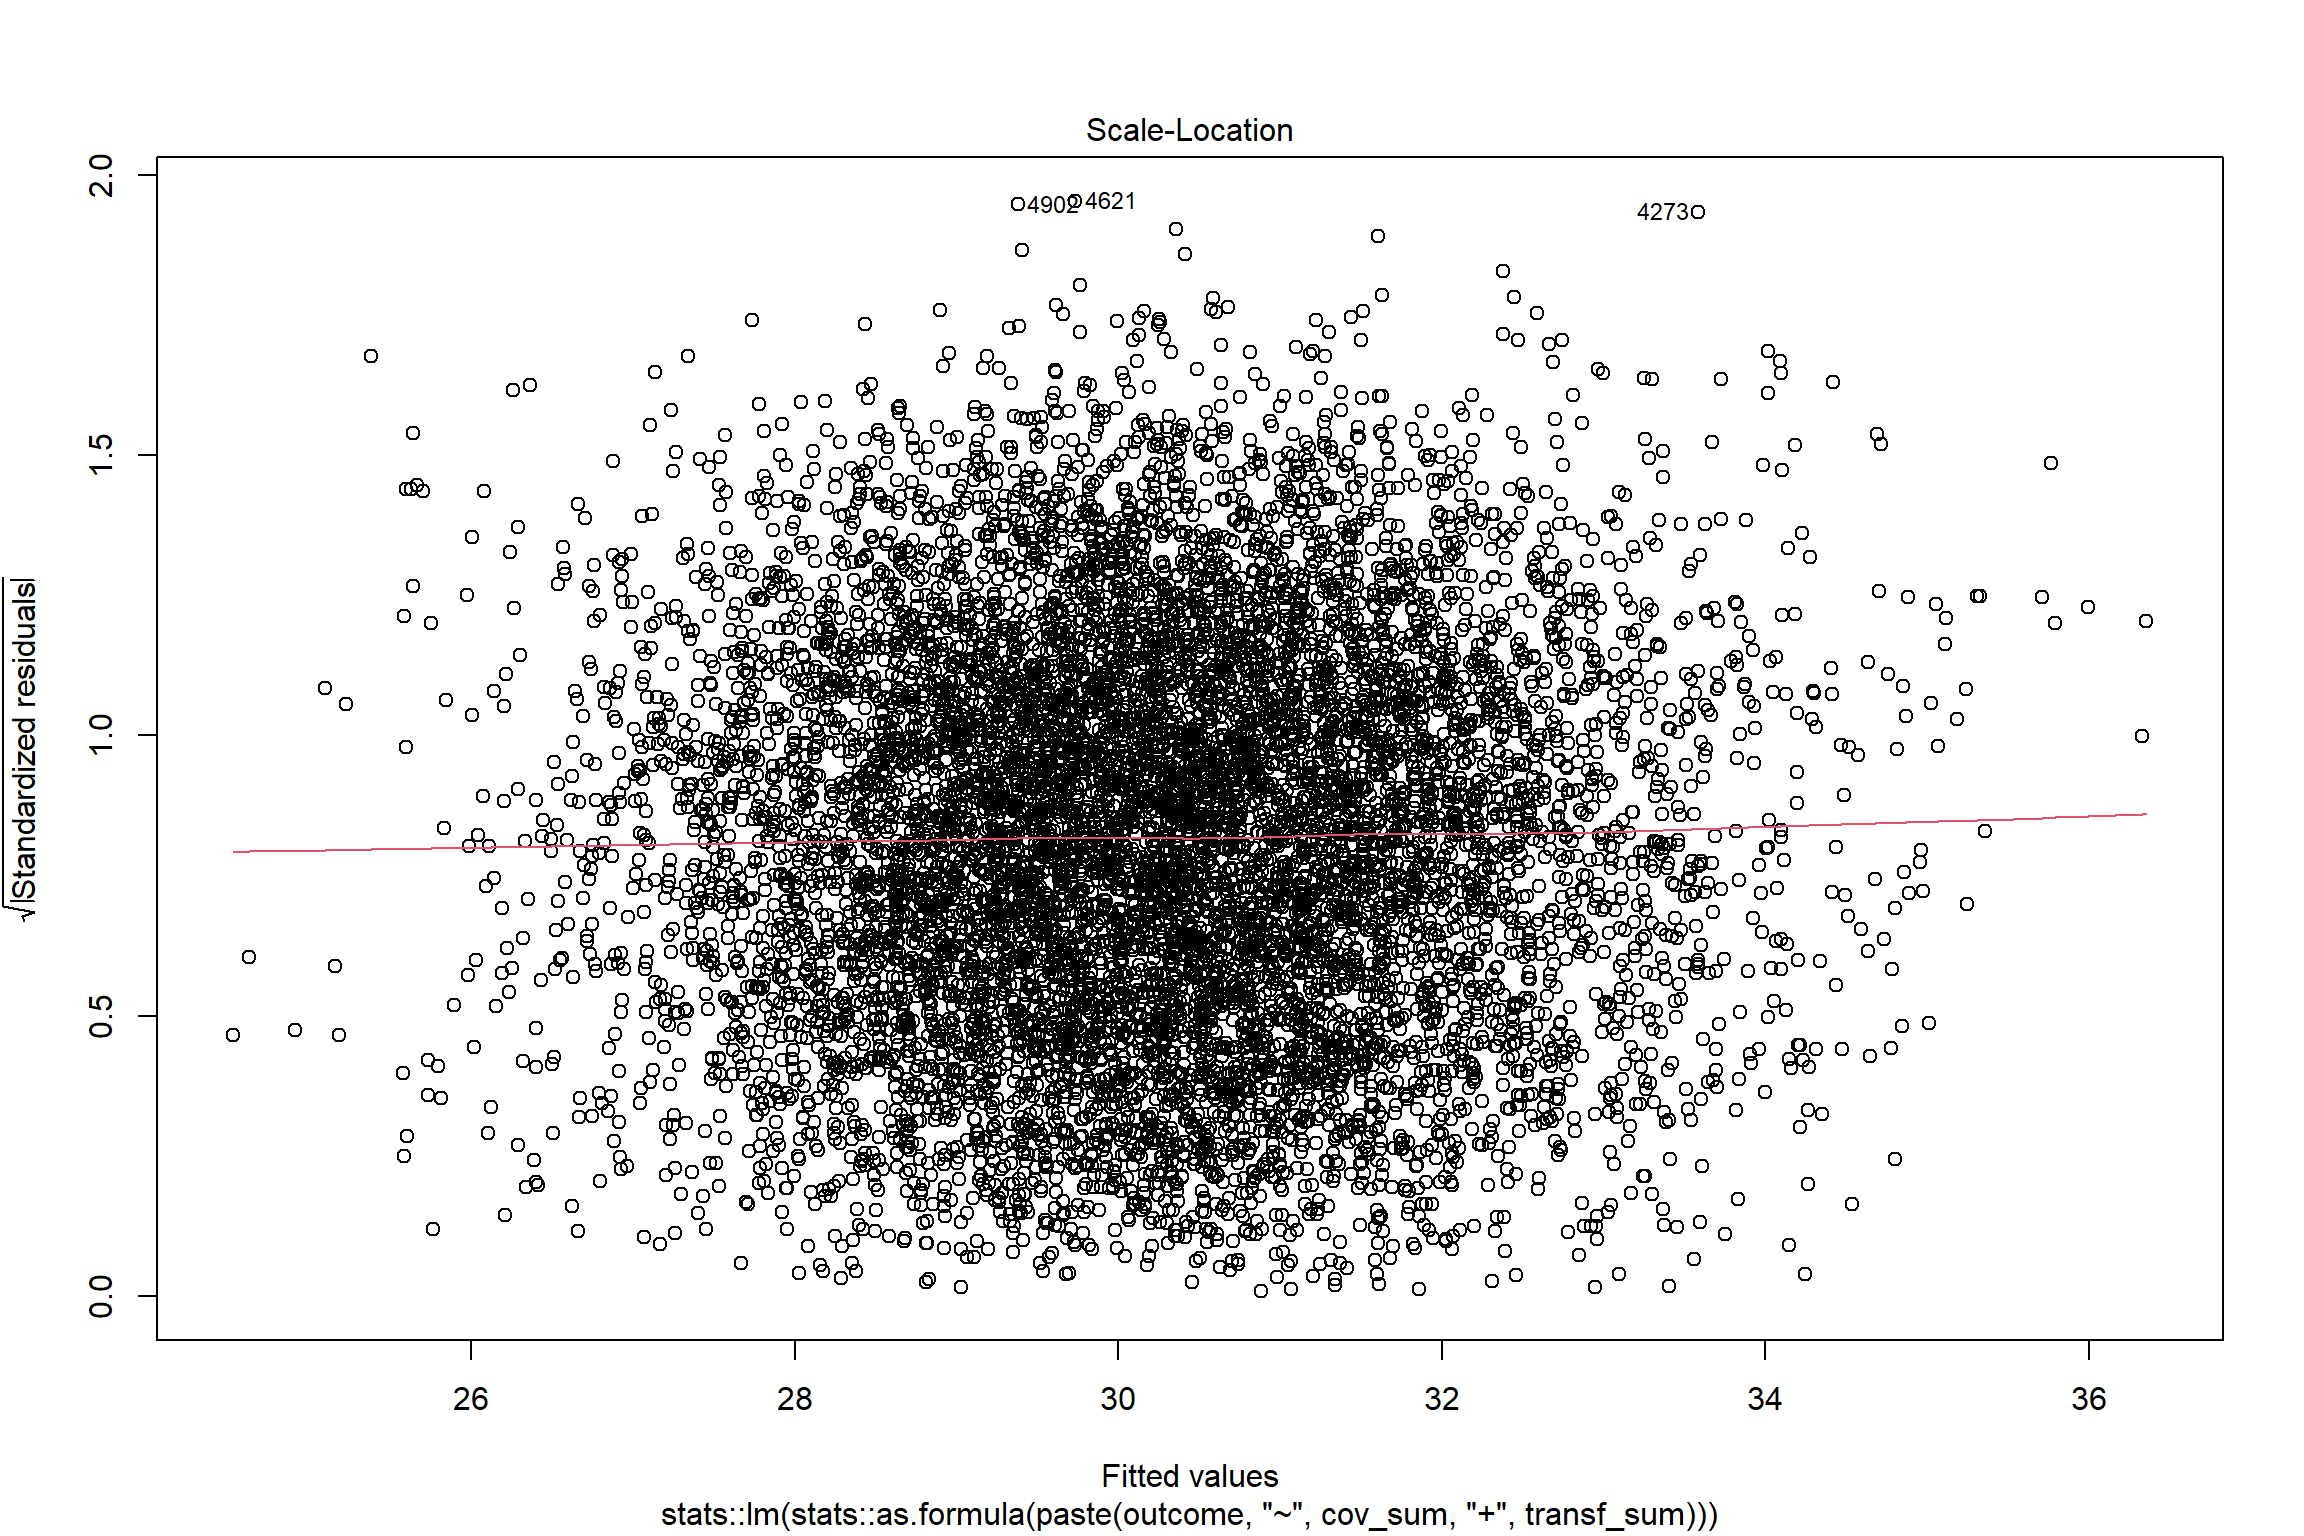 Scale-Location
√|Standardized residuals|
2.0
1.5
1.0
0.5
0.0
4902
4621
4273
26 28 30 32 34 36
Fitted values
stats::lm(stats::as.formula(paste(outcome, "~", cov_sum, "+", transf_sum)))